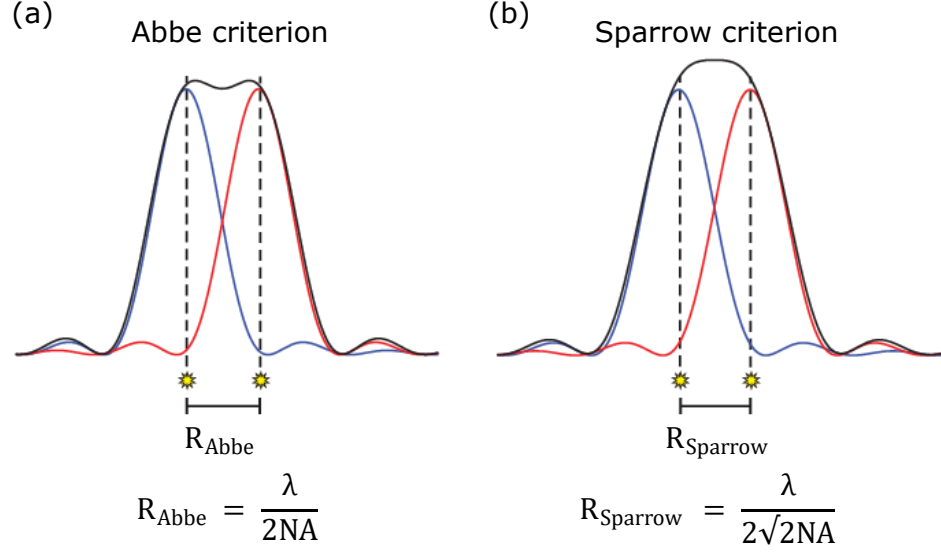 (a)
Abbe criterion
R_Abbe
R_Abbe = λ/2NA
(b)
Sparrow criterion
R_Sparrow
R_Sparrow = λ/2√2NA